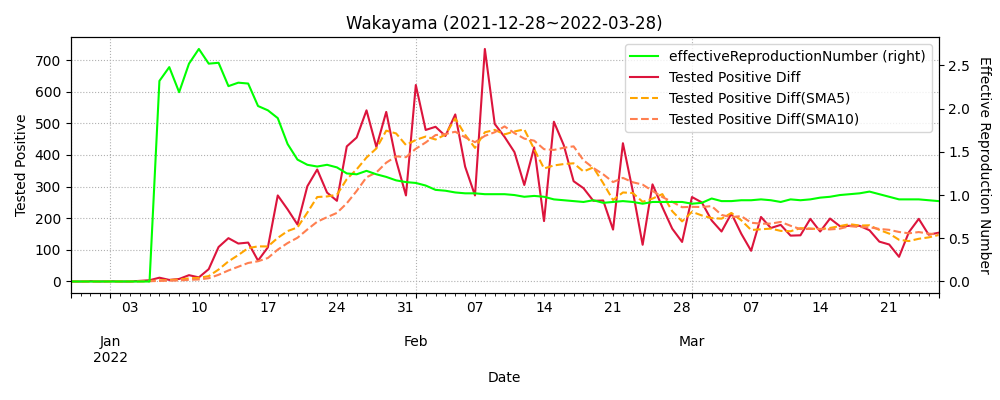 Wakayama (2021-12-28~2022-03-28)
effectiveReproductionNumber (right)
Tested Positive Diff
Tested Positive Diff(SMA5)
Tested Positive Diff(SMA10)
Tested Positive
700
600
500
400
300
200
100
0
2.5
2.0
1.5
1.0
0.5
0.0
Effective Reproduction Number
03 10 17 24 31 07 14 21 28 07 14 21
Jan Feb Mar
2022
Date